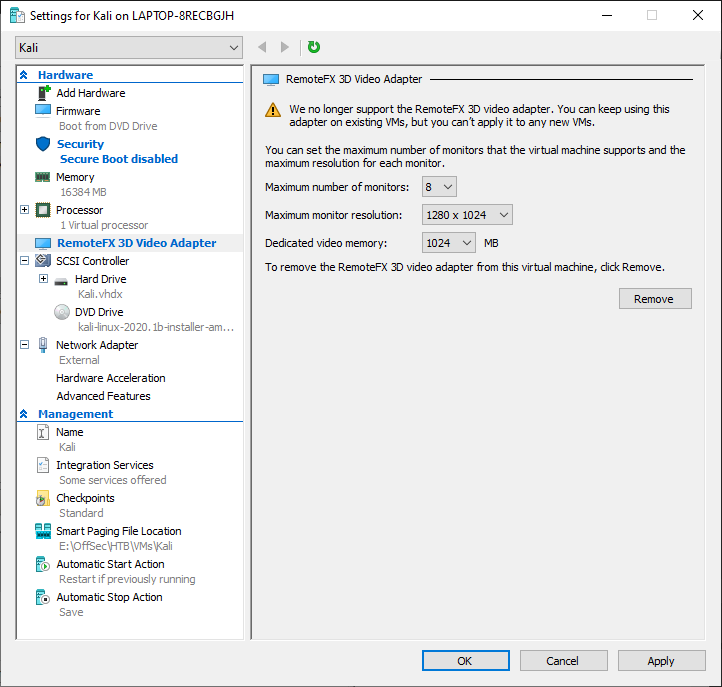 Settings for Kali on LAPTOP-8RECBGJH
Kali
Hardware
Add Hardware
Firmware
Boot from DVD Drive
Security
Secure Boot disabled
Memory
16384 MB
Processor
1 Virtual processor
RemoteFX 3D Video Adapter
SCSI Controller
Hard Drive
Kali.vhdx
DVD Drive
kali-linux-2020.1b-installer-am...
Network Adapter
External
Hardware Acceleration
Advanced Features
Management
Name
Kali
Integration Services
Some services offered
Checkpoints
Standard
Smart Paging File Location
E:\OffSec\HTB\VMs\Kali
Automatic Start Action
Restart if previously running
Automatic Stop Action
Save
RemoteFX 3D Video Adapter
We no longer support the RemoteFX 3D video adapter. You can keep using this
adapter on existing VMs, but you can't apply it to any new VMs.
You can set the maximum number of monitors that the virtual machine supports and the
maximum resolution for each monitor.
Maximum number of monitors: 8
Maximum monitor resolution: 1280 x 1024
Dedicated video memory: 1024 MB
To remove the RemoteFX 3D video adapter from this virtual machine, click Remove.
Remove
OK Cancel Apply